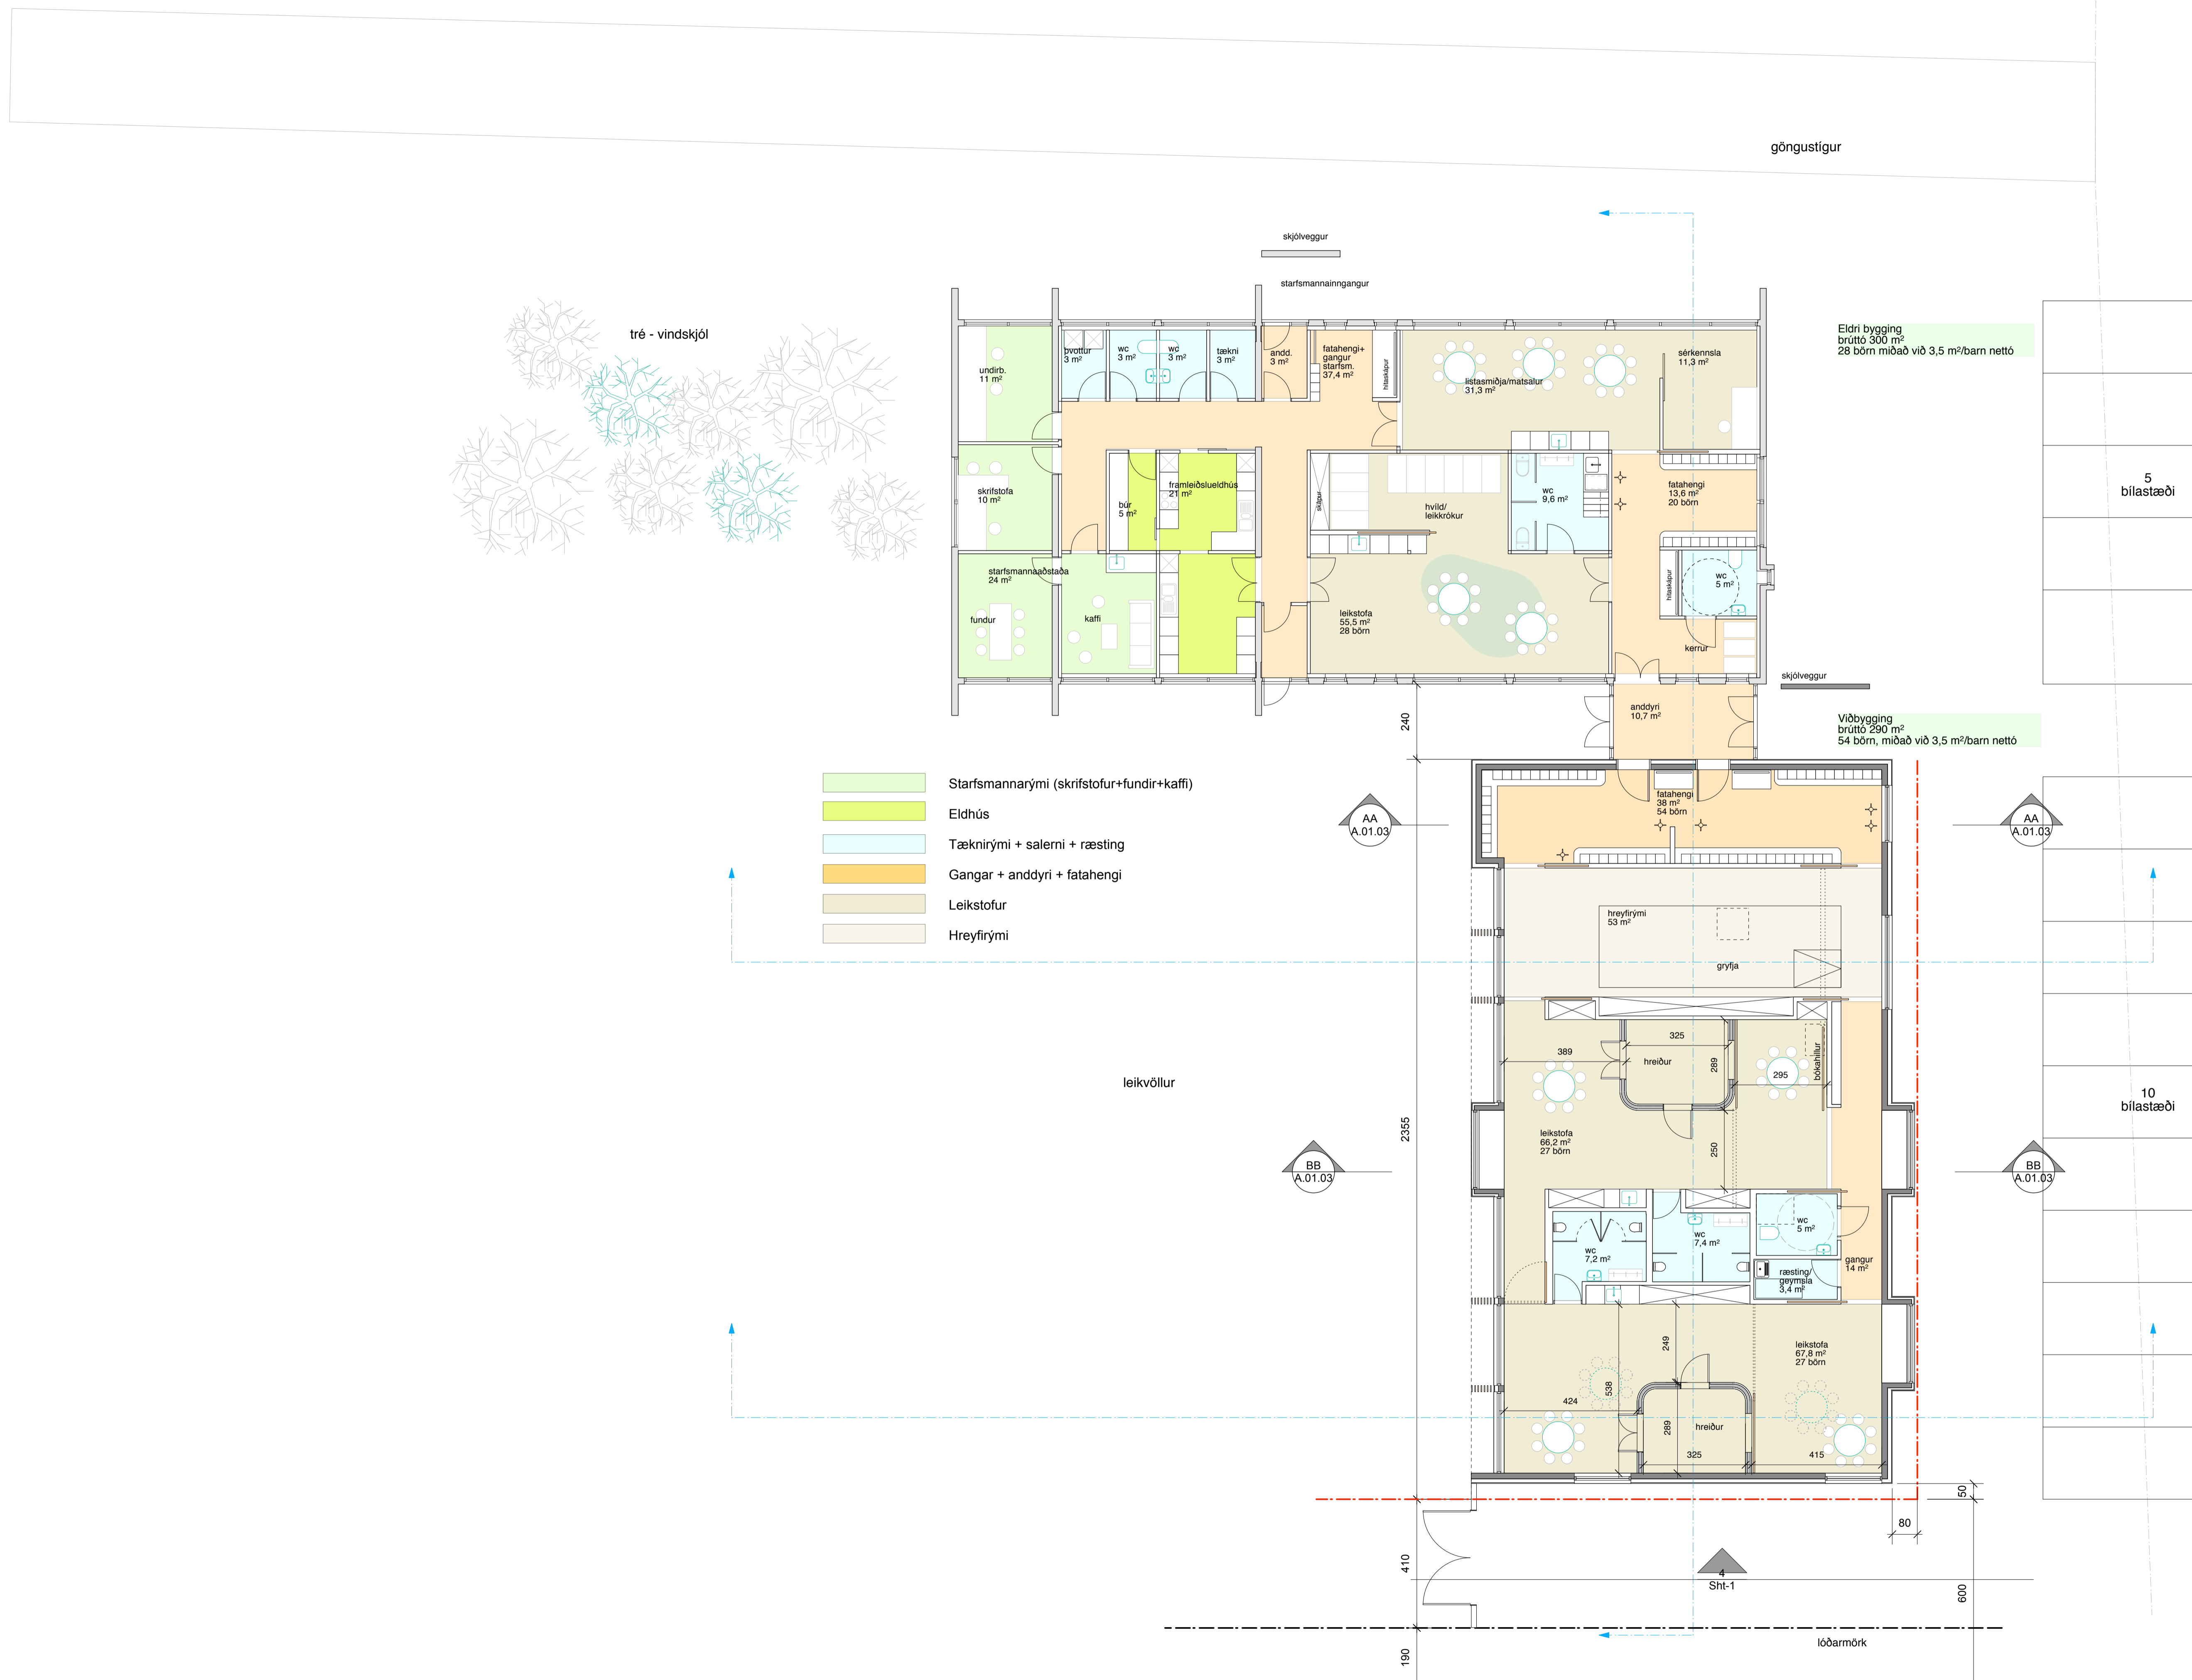 göngustígur
skjólveggur
starfsmannainngangur
tré - vindskjól
Eldri bygging
brúttó 300 m²
28 börn miðað við 3,5 m²/barn nettó
undirb.
11 m²
þvottur
3 m²
wc
3 m²
wc
3 m²
tækni
3 m²
andd.
3 m²
fatahengi+
gangur
starfsm.
37,4 m²
hitaskápur
listasmiðja/matsalur
31,3 m²
sérkennsla
11,3 m²
skrifstofa
10 m²
búr
5 m²
framleiðslueldhús
21 m²
skápur
hvíld/
leikkrókur
wc
9,6 m²
fatahengi
13,6 m²
20 börn
5
bílastæði
starfsmannaaðstaða
24 m²
fundur
kaffi
leikstofa
55,5 m²
28 börn
hitaskápur
wc
5 m²
kerrur
skjólveggur
anddyri
10,7 m²
240
Viðbygging
brúttó 290 m²
54 börn, miðað við 3,5 m²/barn nettó
Starfsmannarými (skrifstofur+fundir+kaffi)
Eldhús
Tæknirými + salerni + ræsting
Gangar + anddyri + fatahengi
Leikstofur
Hreyfirými
AA
A.01.03
fatahengi
38 m²
54 börn
AA
A.01.03
hreyfirými
53 m²
gryfja
325
389
hreiður
289
295
bókahillur
leikvöllur
10
bílastæði
2355
leikstofa
66,2 m²
27 börn
250
BB
A.01.03
BB
A.01.03
wc
7,2 m²
wc
7,4 m²
wc
5 m²
ræsting/
geymsla
3,4 m²
gangur
14 m²
249
538
leikstofa
67,8 m²
27 börn
424
289
hreiður
325
415
50
80
410
4
Sht-1
600
lóðarmörk
190